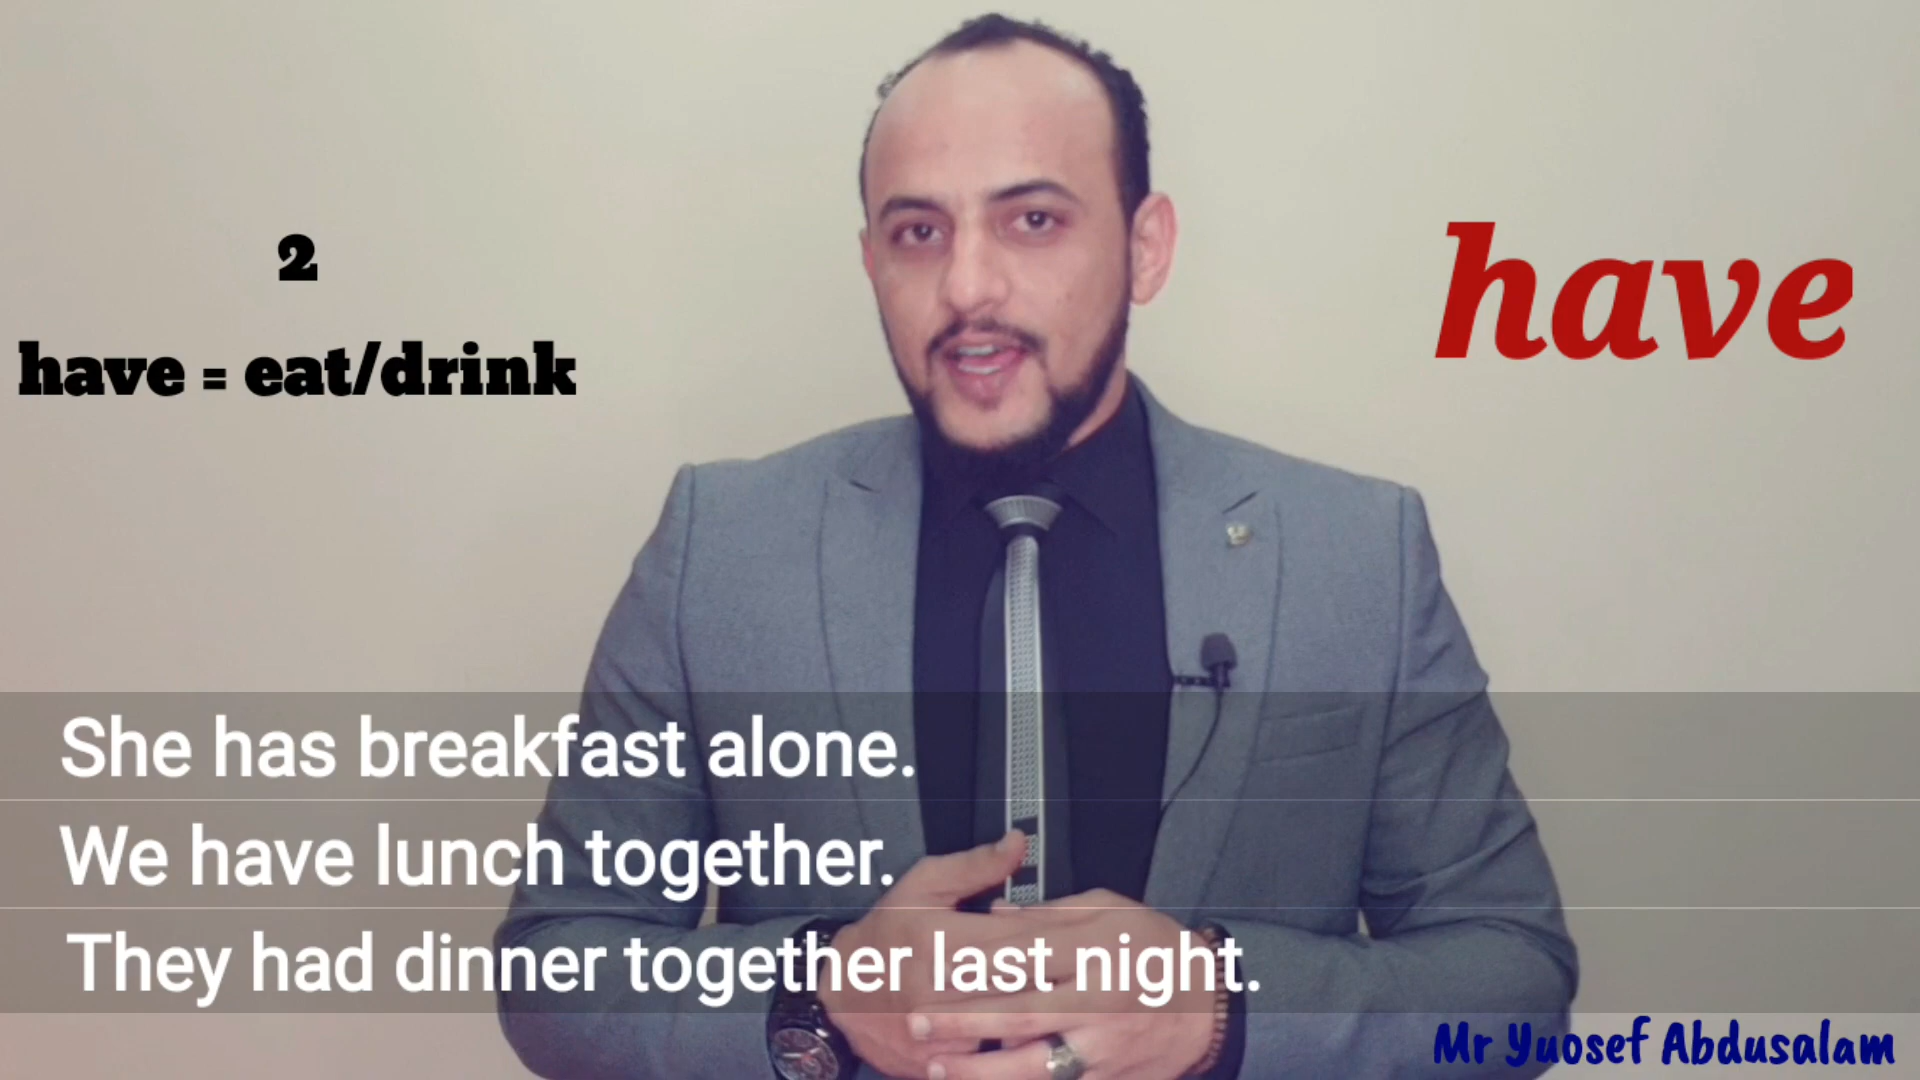 2
have = eat/drink
have
She has breakfast alone.
We have lunch together.
They had dinner together last night.
Mr Yuosef Abdusalam